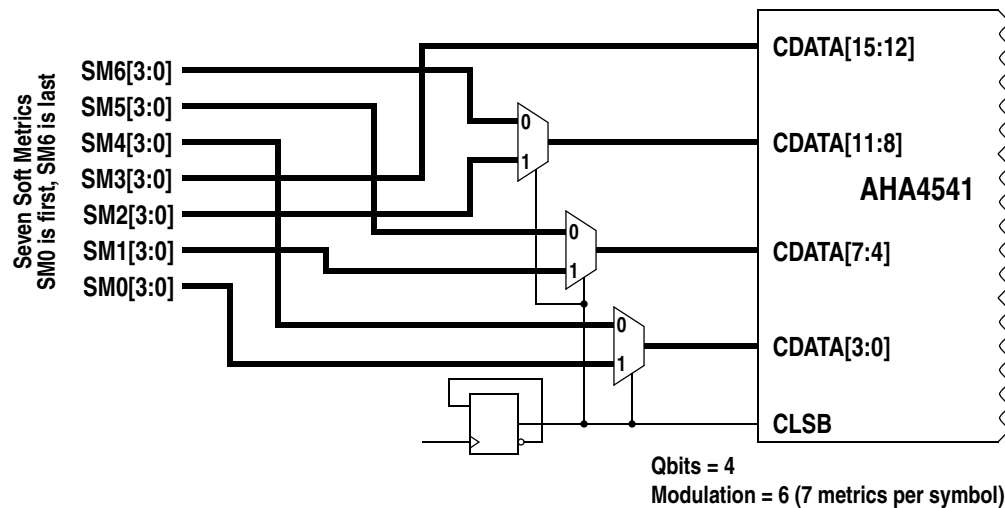 Seven Soft Metrics
SM0 is first, SM6 is last
SM6[3:0]
SM5[3:0]
SM4[3:0]
SM3[3:0]
SM2[3:0]
SM1[3:0]
SM0[3:0]
0
1
0
1
0
1
CDATA[15:12]
CDATA[11:8]
AHA4541
CDATA[7:4]
CDATA[3:0]
CLSB
Qbits = 4
Modulation = 6 (7 metrics per symbol)